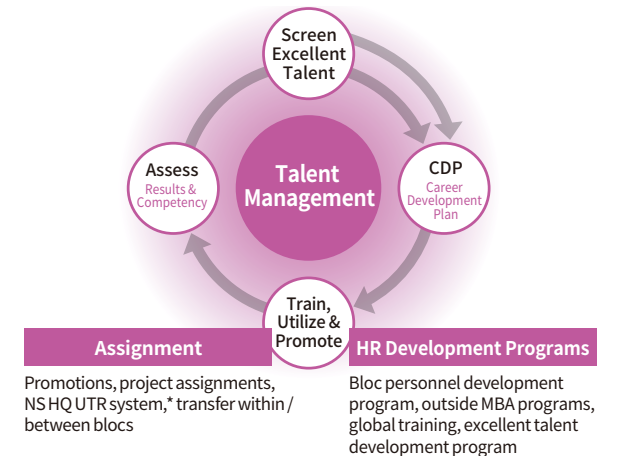 Screen
Excellent
Talent
Assess
Results &
Competency
Talent
Management
CDP
Career
Development
Plan
Train,
Utilize &
Promote
Assignment
Promotions, project assignments,
NS HQ UTR system,* transfer within /
between blocs
HR Development Programs
Bloc personnel development
program, outside MBA programs,
global training, excellent talent
development program